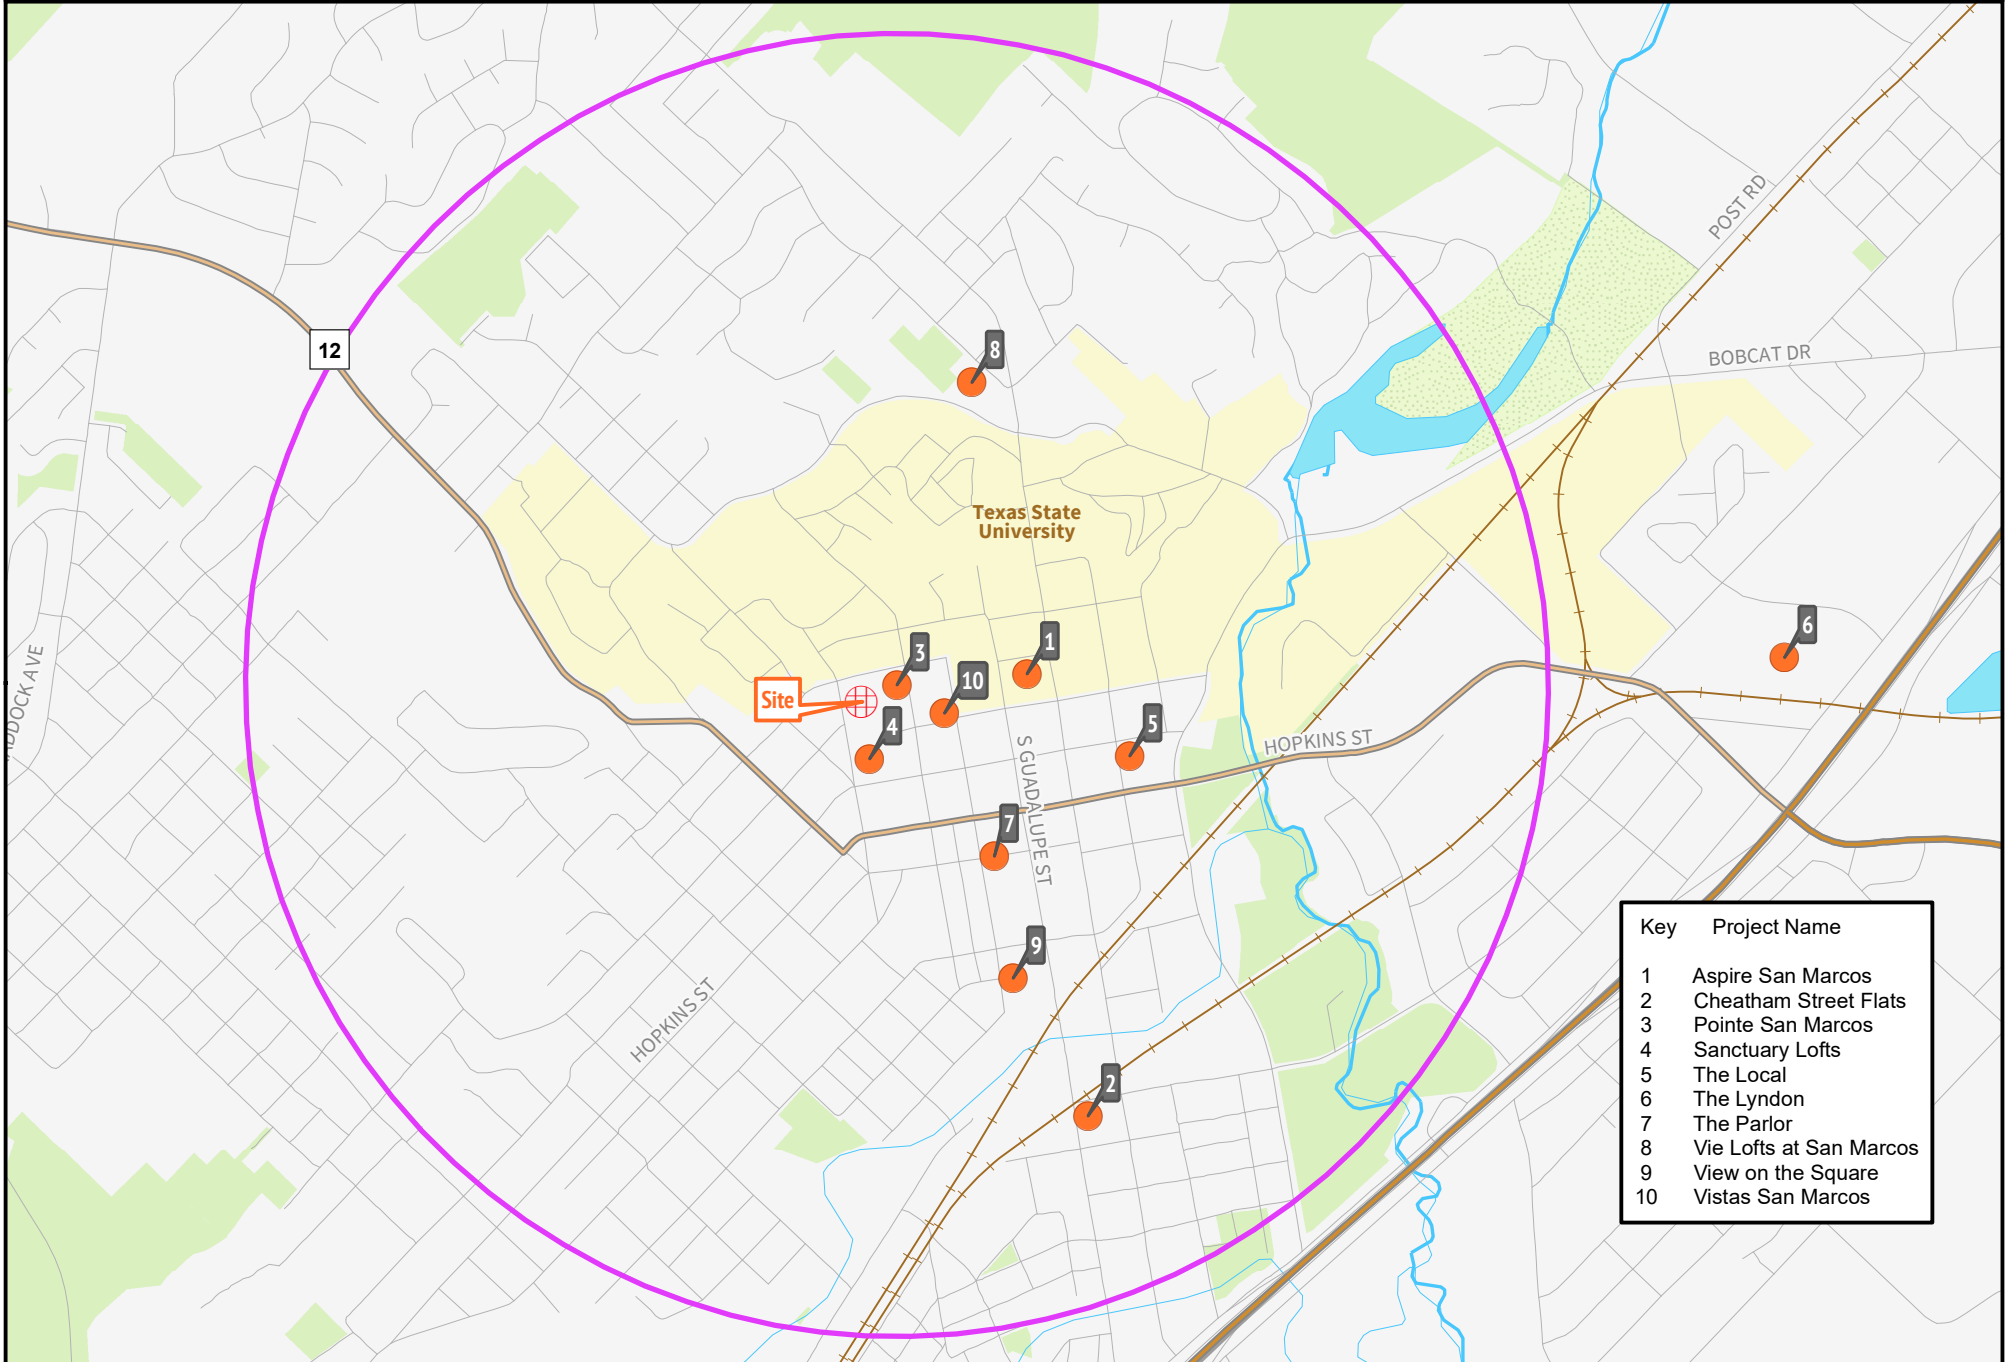 POST RD
12
8
BOBCAT DR
Texas State
University
6
1
3
10
Site
4
5
HOPKINS ST
S GUADALUPE ST
7
9
HOPKINS ST
2
Key Project Name
1 Aspire San Marcos
2 Cheatham Street Flats
3 Pointe San Marcos
4 Sanctuary Lofts
5 The Local
6 The Lyndon
7 The Parlor
8 Vie Lofts at San Marcos
9 View on the Square
10 Vistas San Marcos